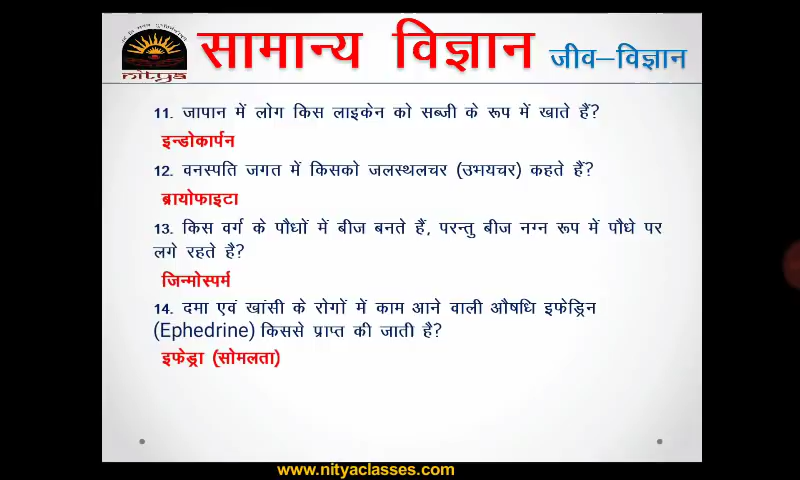 सामान्य विज्ञान जीव–विज्ञान
nitya
11. जापान में लोग किस लाइकेन को सब्जी के रूप में खाते हैं?
इन्डोकार्पन
12. वनस्पति जगत में किसको जलस्थलचर (उभयचर) कहते हैं?
ब्रायोफाइटा
13. किस वर्ग के पौधों में बीज बनते हैं, परन्तु बीज नग्न रूप में पौधे पर
लगे रहते है?
जिन्मोस्पर्म
14. दमा एवं खांसी के रोगों में काम आने वाली औषधि इफेड्रिन
(Ephedrine) किससे प्राप्त की जाती है?
इफेड्रा (सोमलता)
www.nityaclasses.com